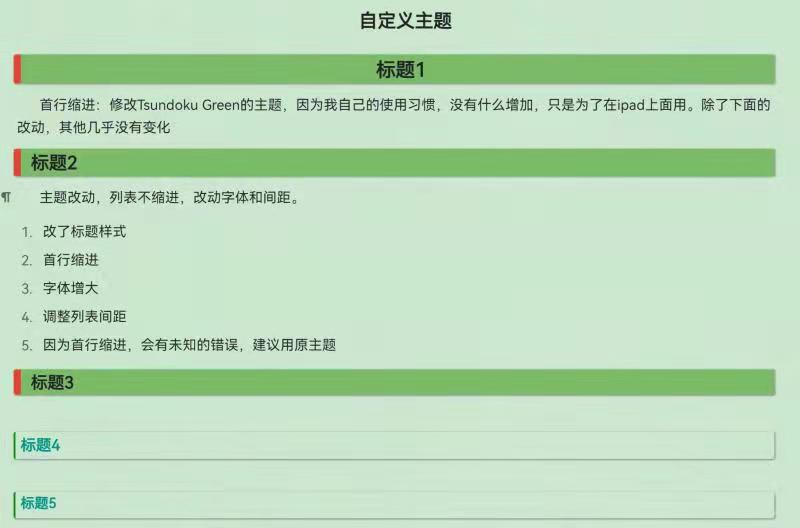 自定义主题
标题1
首行缩进：修改Tsundoku Green的主题，因为我自己的使用习惯，没有什么增加，只是为了在ipad上面用。除了下面的
改动，其他几乎没有变化
标题2
¶ 主题改动，列表不缩进，改动字体和间距。
1. 改了标题样式
2. 首行缩进
3. 字体增大
4. 调整列表间距
5. 因为首行缩进，会有未知的错误，建议用原主题
标题3
标题4
标题5